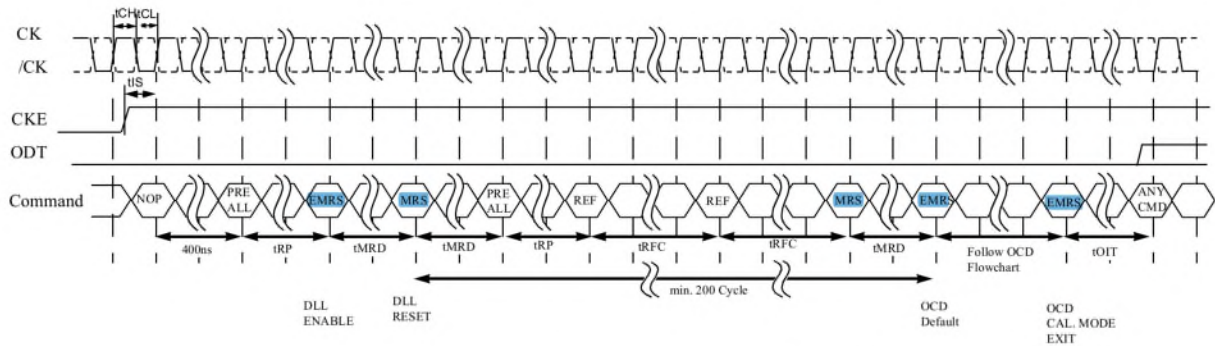 tCH tCL
CK
/CK
tIS
CKE
ODT
Command
NOP
PRE
ALL
EMRS
MRS
PRE
ALL
REF
REF
MRS
EMRS
EMRS
ANY
CMD
400ns
tRP
tMRD
tMRD
tRP
tRFC
tRFC
tMRD
Follow OCD
Flowchart
tOIT
min. 200 Cycle
DLL
ENABLE
DLL
RESET
OCD
Default
OCD
CAL. MODE
EXIT